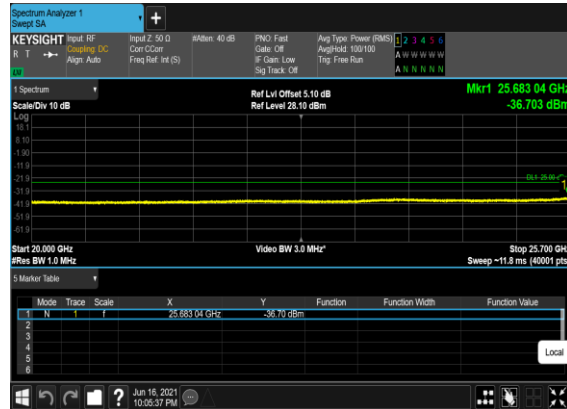 Spectrum Analyzer 1
Swept SA
+
KEYSIGHT Input: RF Input Z: 50 Ω #Atten: 40 dB PNO: Fast Avg Type: Power (RMS) 1 2 3 4 5 6
R T Coupling: DC Corr CCorr Gate: Off Avg|Hold: 100/100 A W W W W W
Align: Auto Freq Ref: Int (S) IF Gain: Low Trig: Free Run A N N N N N
Sig Track: Off
1 Spectrum Ref Lvl Offset 5.10 dB Mkr1 25.683 04 GHz
Scale/Div 10 dB Ref Level 28.10 dBm -36.703 dBm
Log
18.1
8.10
-1.90
-11.9
-21.9
DL1 -25.00
1
-31.9
-41.9
-51.9
-61.9
Start 20.000 GHz Video BW 3.0 MHz* Stop 25.700 GH
#Res BW 1.0 MHz Sweep ~11.8 ms (40001 pts
5 Marker Table
Mode Trace Scale X Y Function Function Width Function Value
1 N 1 f 25.683 04 GHz -36.70 dBm
2
3
4
5
6
Local
? Jun 16, 2021
10:05:37 PM